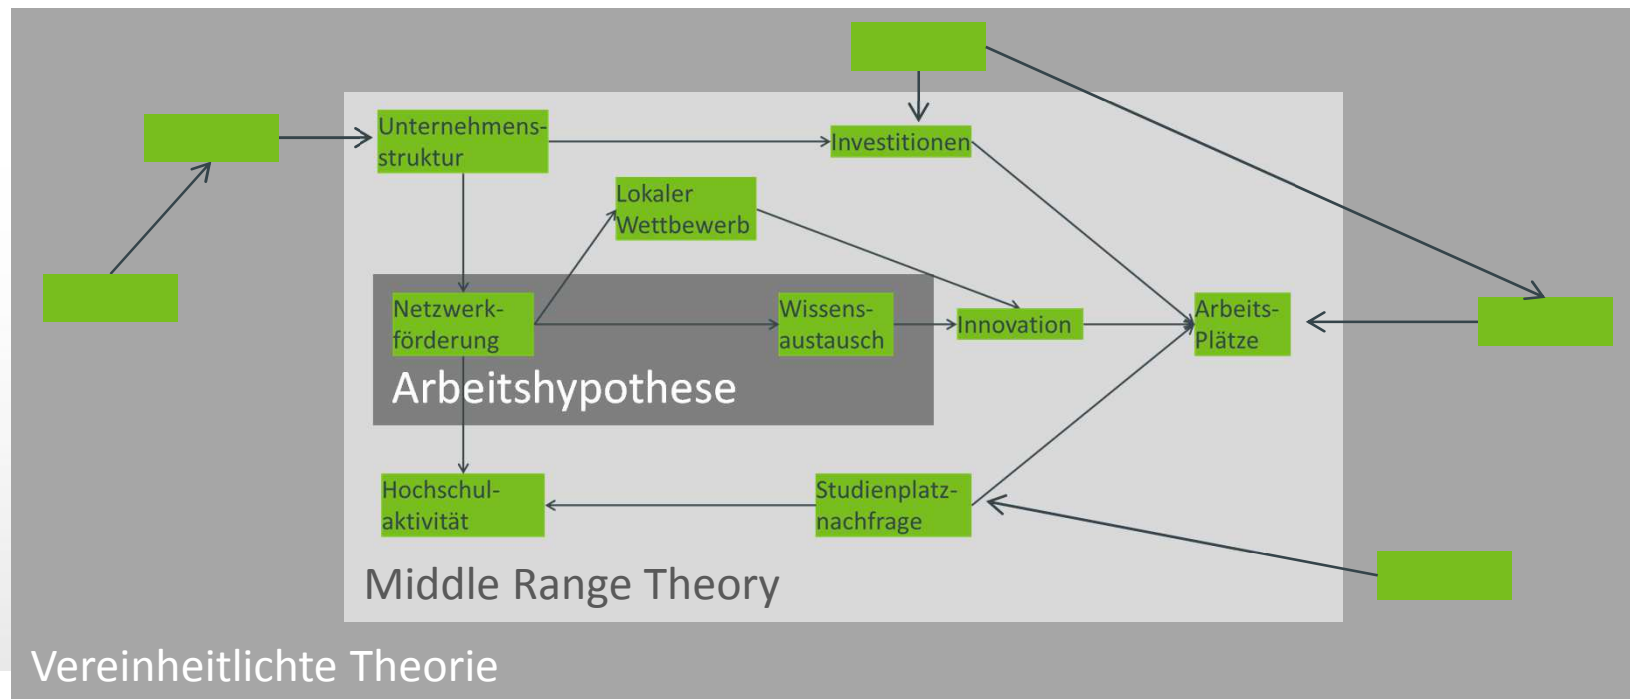 Unternehmens-
struktur
Investitionen
Lokaler
Wettbewerb
Netzwerk-
förderung
Wissens-
austausch
Innovation
Arbeits-
Plätze
Arbeitshypothese
Hochschul-
aktivität
Studienplatz-
nachfrage
Middle Range Theory
Vereinheitlichte Theorie